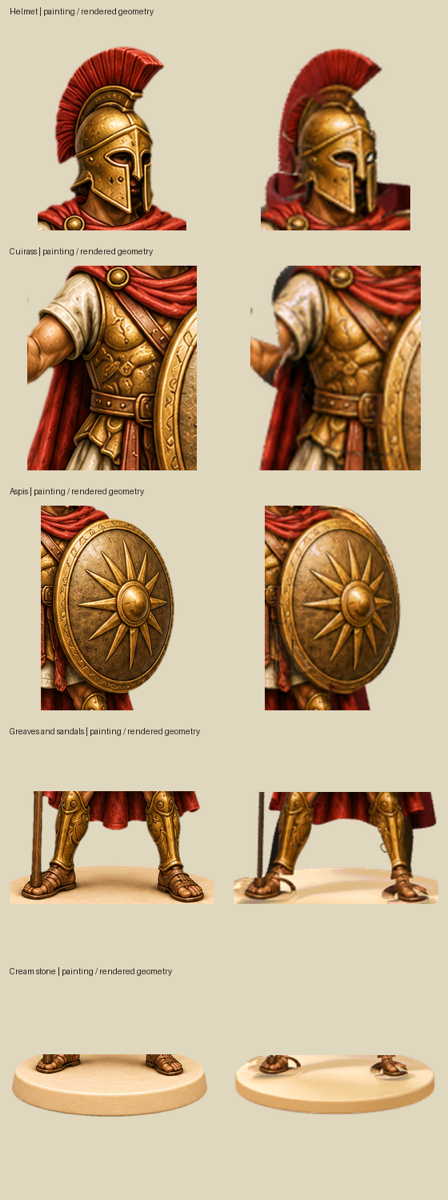 Helmet | painting / rendered geometry
Cuirass | painting / rendered geometry
Aspis | painting / rendered geometry
Greaves and sandals | painting / rendered geometry
Cream stone | painting / rendered geometry